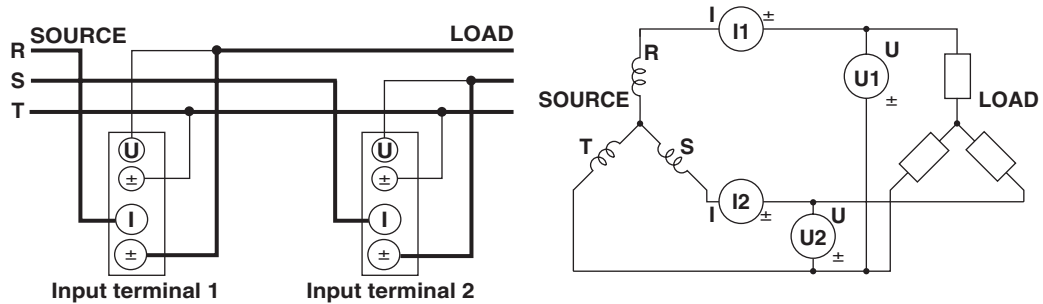 SOURCE
LOAD
R
S
T
U
±
I
±
U
±
I
±
Input terminal 1
Input terminal 2
I
I1
±
R
U
U1
±
SOURCE
LOAD
T
S
I
I2
±
U
U2
±